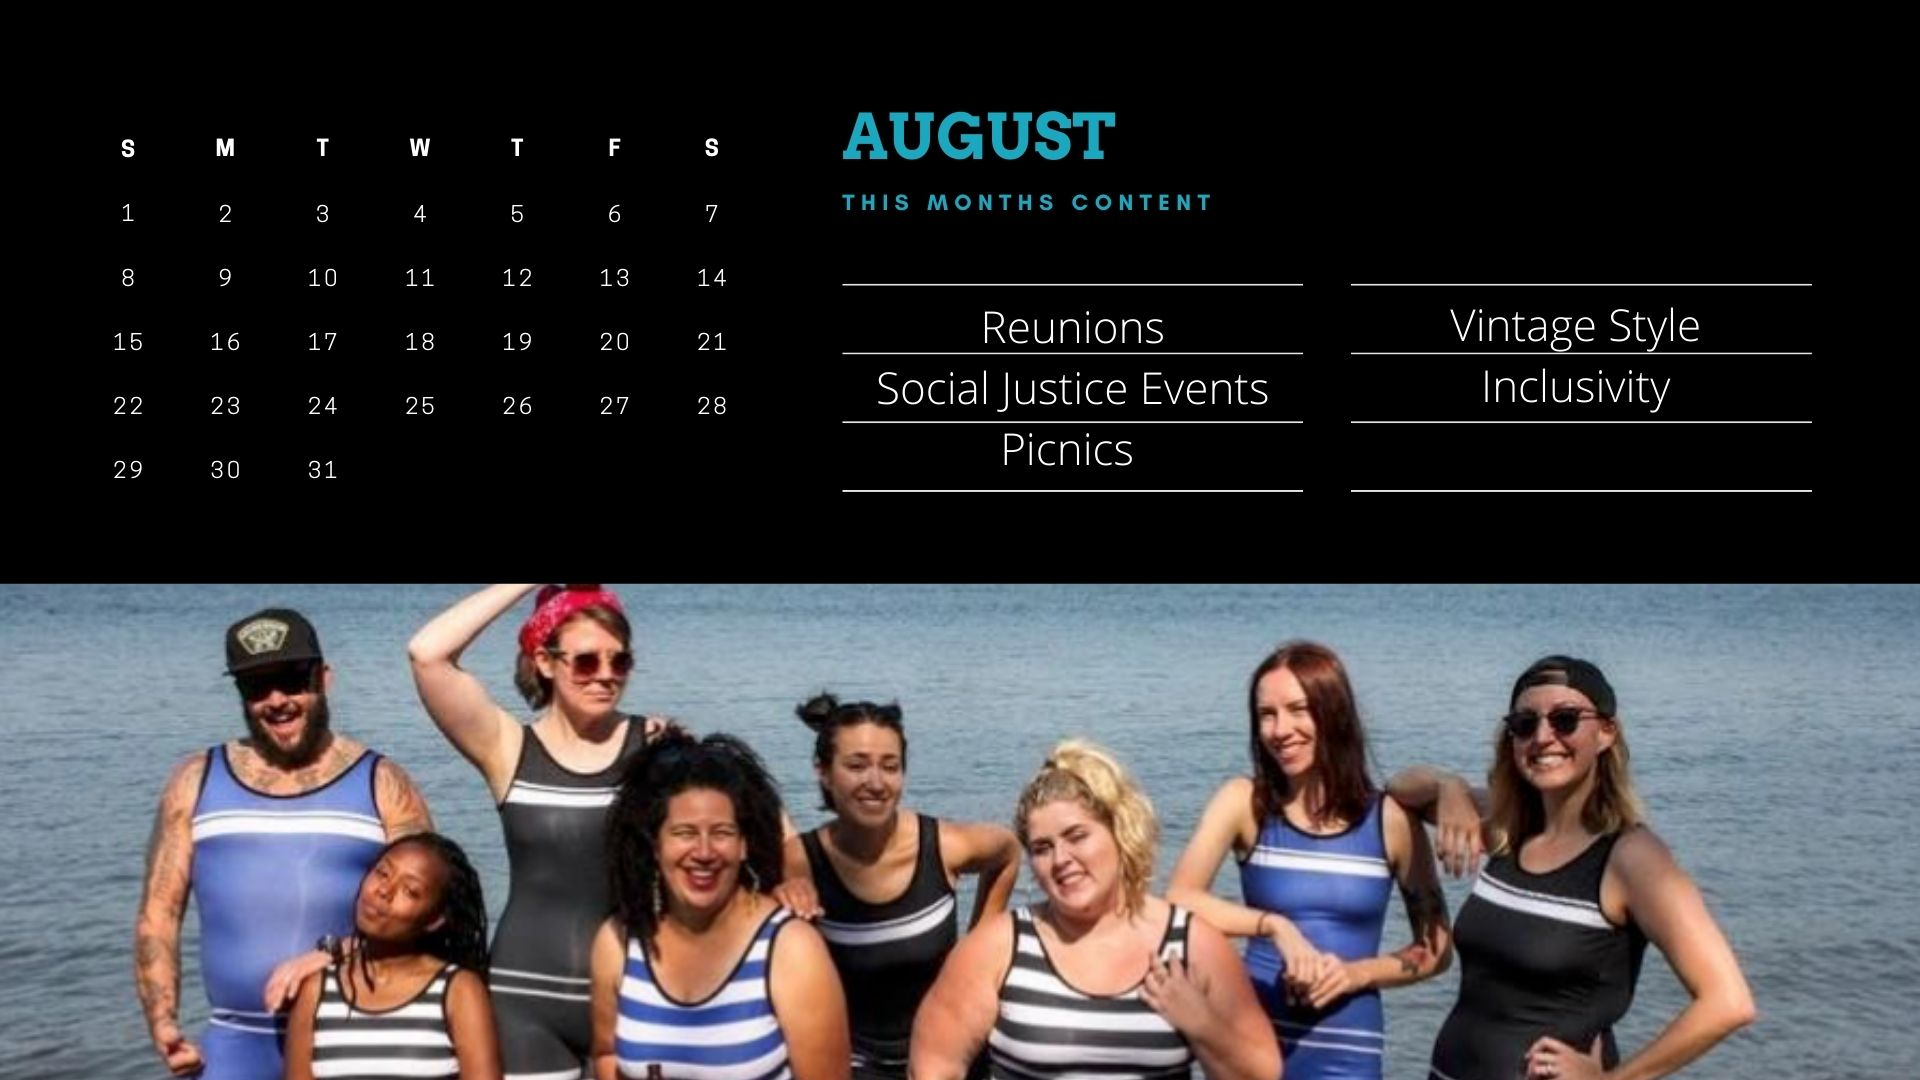 S M T W T F S
1 2 3 4 5 6 7
8 9 10 11 12 13 14
15 16 17 18 19 20 21
22 23 24 25 26 27 28
29 30 31
AUGUST
THIS MONTHS CONTENT
Reunions
Social Justice Events
Picnics
Vintage Style
Inclusivity